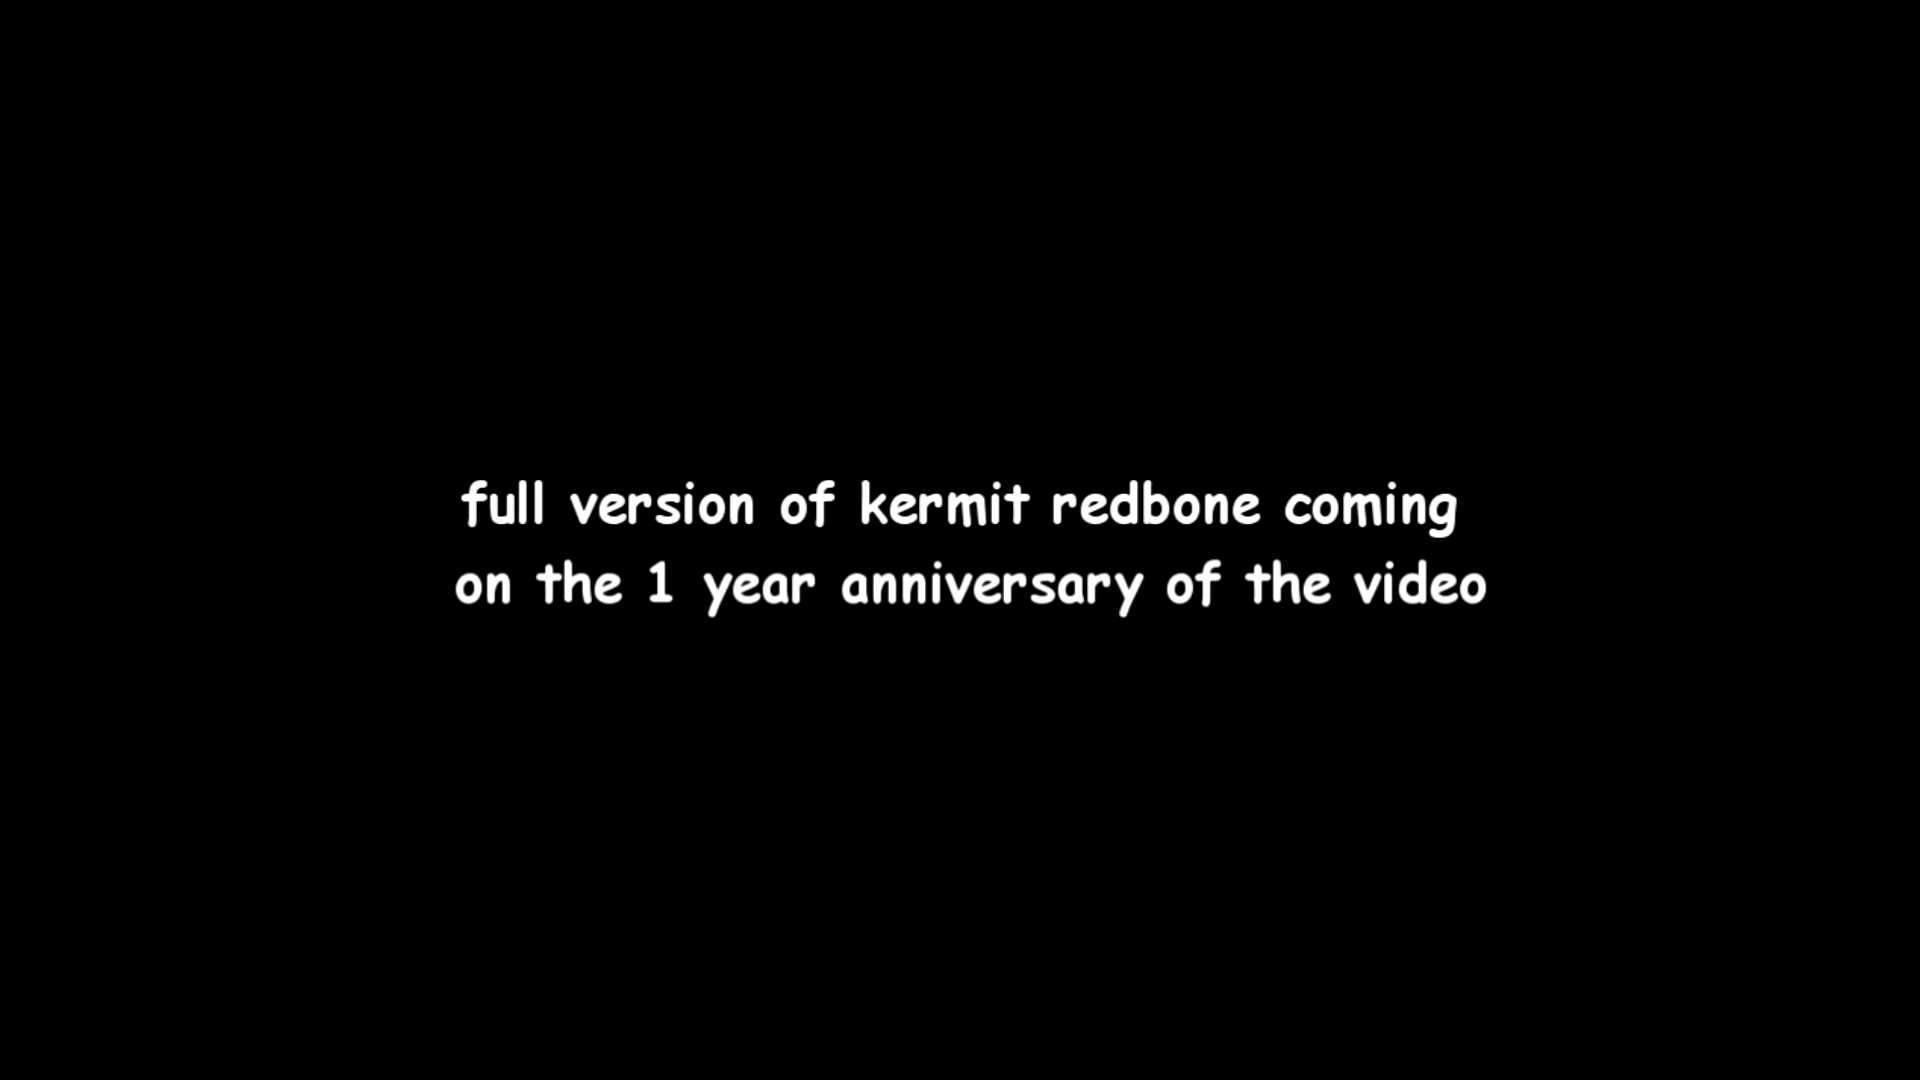 full version of kermit redbone coming
on the 1 year anniversary of the video